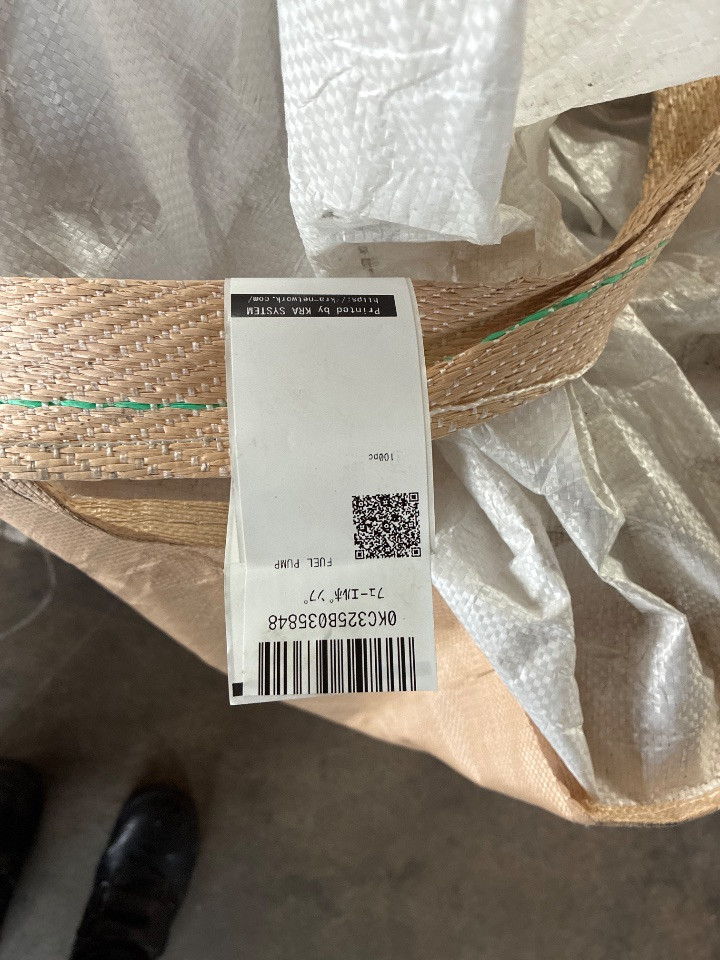 0KC325B035848
フューエルポンプ
FUEL PUMP
100pc
Printed by KRA SYSTEM
https://kra-network.com/